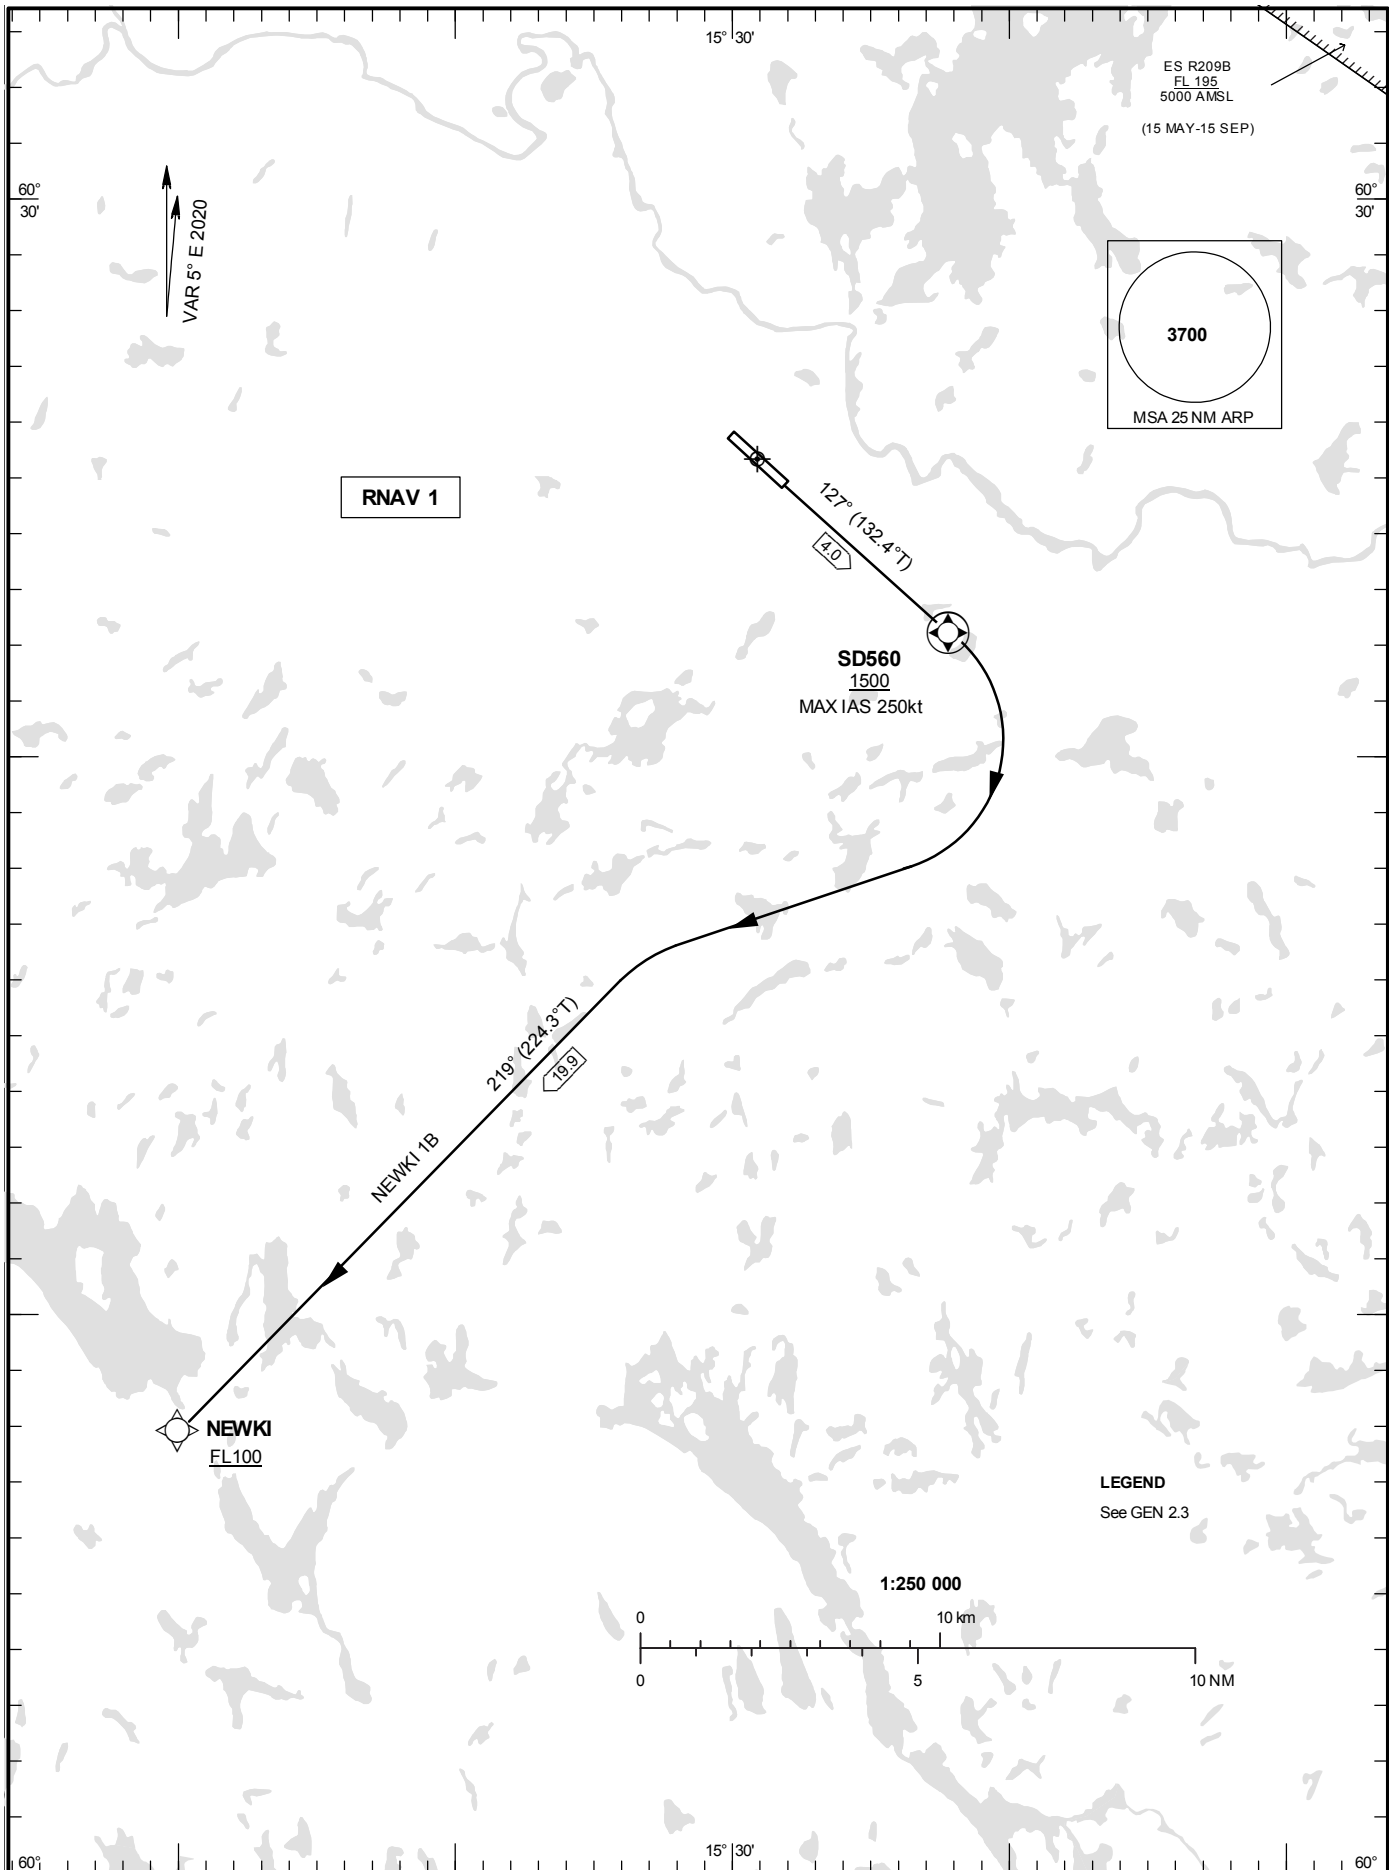 15° 30'
ES R209B
FL 195
5000 AMSL
(15 MAY-15 SEP)
60°
30'
60°
30'
VAR 5° E 2020
3700
MSA 25 NM ARP
RNAV 1
127° (132.4°T)
4.0
SD560
1500
MAX IAS 250kt
219° (224.3°T)
19.9
NEWKI 1B
NEWKI
FL100
LEGEND
See GEN 2.3
1:250 000
0 10 km
0 5 10 NM
15° 30'
60° 60°